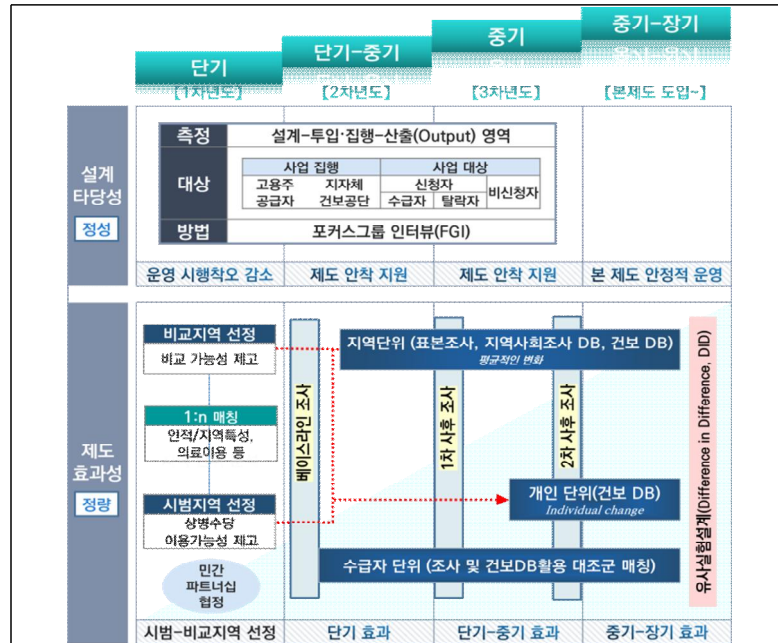 단기
단기-중기
중기
중기-장기
[1차년도]
[2차년도]
[3차년도]
[본제도 도입~]
설계
타당성
정성
측정
설계-투입·집행-산출(Output) 영역
대상
사업 집행
사업 대상
고용주
지자체
신청자
비신청자
공급자
건보공단
수급자
탈락자
방법
포커스그룹 인터뷰(FGI)
운영 시행착오 감소
제도 안착 지원
제도 안착 지원
본 제도 안정적 운영
제도
효과성
정량
비교지역 선정
비교 가능성 제고
1:n 매칭
인적/지역특성,
의료이용 등
시범지역 선정
상병수당
이용가능성 제고
민간
파트너십
협정
베이스라인 조사
지역단위 (표본조사, 지역사회조사 DB, 건보 DB)
평균적인 변화
1차 사후 조사
2차 사후 조사
개인 단위(건보 DB)
Individual change
수급자 단위 (조사 및 건보DB활용 대조군 매칭)
유사실험설계(Difference in Difference, DID)
시범-비교지역 선정
단기 효과
단기-중기 효과
중기-장기 효과